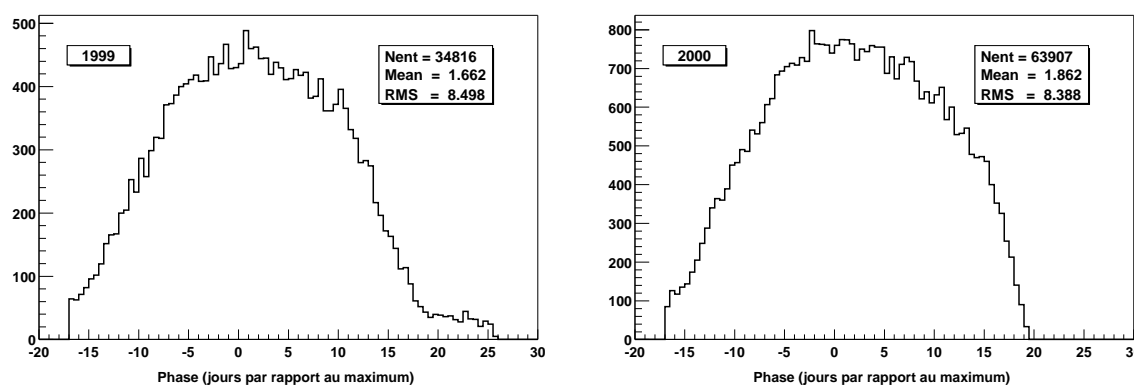 500
400
300
200
100
0
1999
Nent = 34816
Mean = 1.662
RMS = 8.498
-20 -15 -10 -5 0 5 10 15 20 25 30
Phase (jours par rapport au maximum)
800
700
600
500
400
300
200
100
0
2000
Nent = 63907
Mean = 1.862
RMS = 8.388
-20 -15 -10 -5 0 5 10 15 20 25 30
Phase (jours par rapport au maximum)